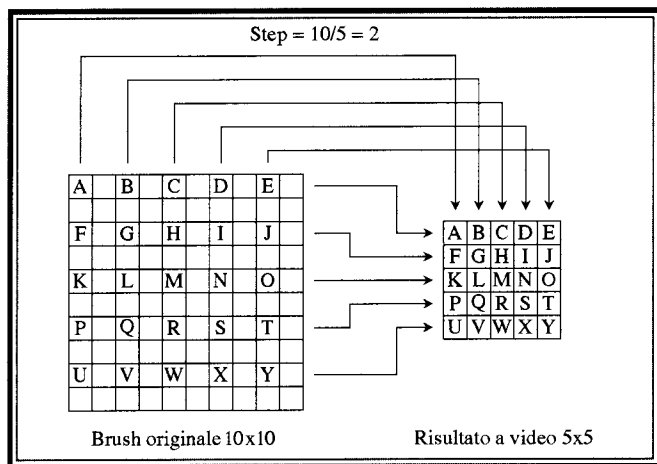 Step = 10/5 = 2
A B C D E
F G H I J
K L M N O
P Q R S T
U V W X Y
A B C D E
F G H I J
K L M N O
P Q R S T
U V W X Y
Brush originale 10x10
Risultato a video 5x5